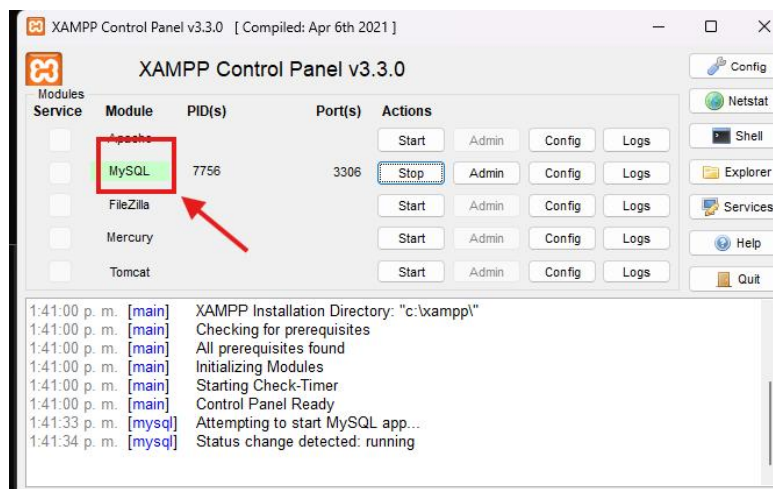 XAMPP Control Panel v3.3.0 [ Compiled: Apr 6th 2021 ]
XAMPP Control Panel v3.3.0
Config
Modules
Service Module PID(s) Port(s) Actions
Netstat
Apache Start Admin Config Logs
Shell
MySQL 7756 3306 Stop Admin Config Logs
Explorer
FileZilla Start Admin Config Logs
Services
Mercury Start Admin Config Logs
Help
Tomcat Start Admin Config Logs
Quit
1:41:00 p. m. [main] XAMPP Installation Directory: "c:\xampp\"
1:41:00 p. m. [main] Checking for prerequisites
1:41:00 p. m. [main] All prerequisites found
1:41:00 p. m. [main] Initializing Modules
1:41:00 p. m. [main] Starting Check-Timer
1:41:00 p. m. [main] Control Panel Ready
1:41:33 p. m. [mysql] Attempting to start MySQL app...
1:41:34 p. m. [mysql] Status change detected: running